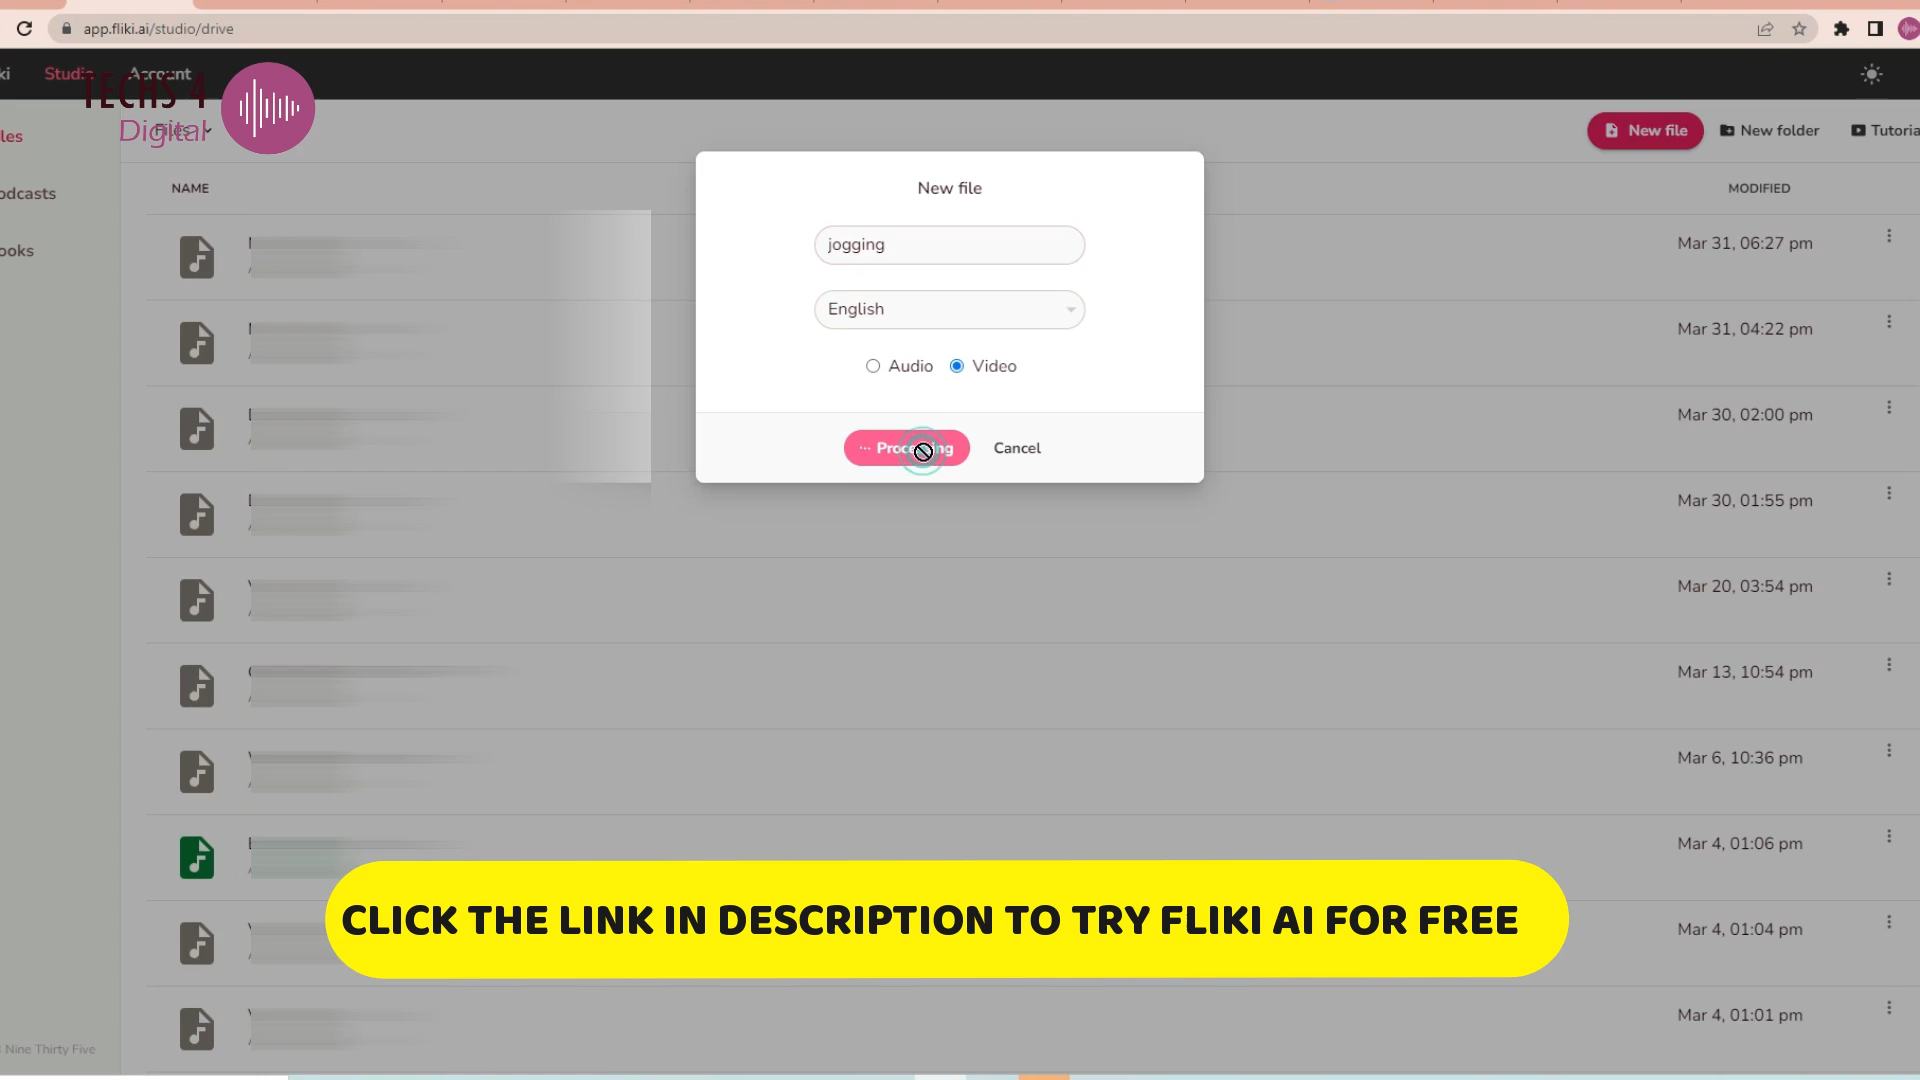 app.fliki.ai/studio/drive
ki Studio Account
TECHS 4
Digital
Files
les
New file
New folder
Tutoria
odcasts
ooks
NAME
MODIFIED
New file
jogging
English
Audio
Video
Processing
Cancel
Mar 31, 06:27 pm
Mar 31, 04:22 pm
Mar 30, 02:00 pm
Mar 30, 01:55 pm
Mar 20, 03:54 pm
Mar 13, 10:54 pm
Mar 6, 10:36 pm
Mar 4, 01:06 pm
Mar 4, 01:04 pm
Mar 4, 01:01 pm
CLICK THE LINK IN DESCRIPTION TO TRY FLIKI AI FOR FREE
Nine Thirty Five